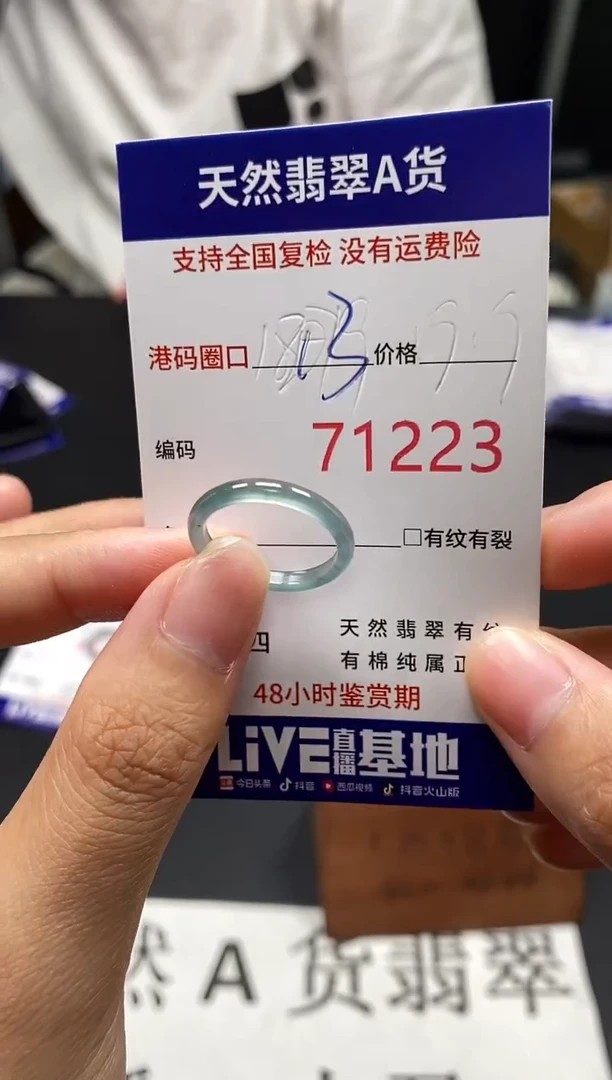 天然翡翠A货
支持全国复检 没有运费险
港码圈口 13 价格
编码 71223
□有纹有裂
四 天然翡翠有
有棉纯属正
48小时鉴赏期
LiVE直播基地
今日头条 抖音 西瓜视频 抖音火山版
然A货翡翠